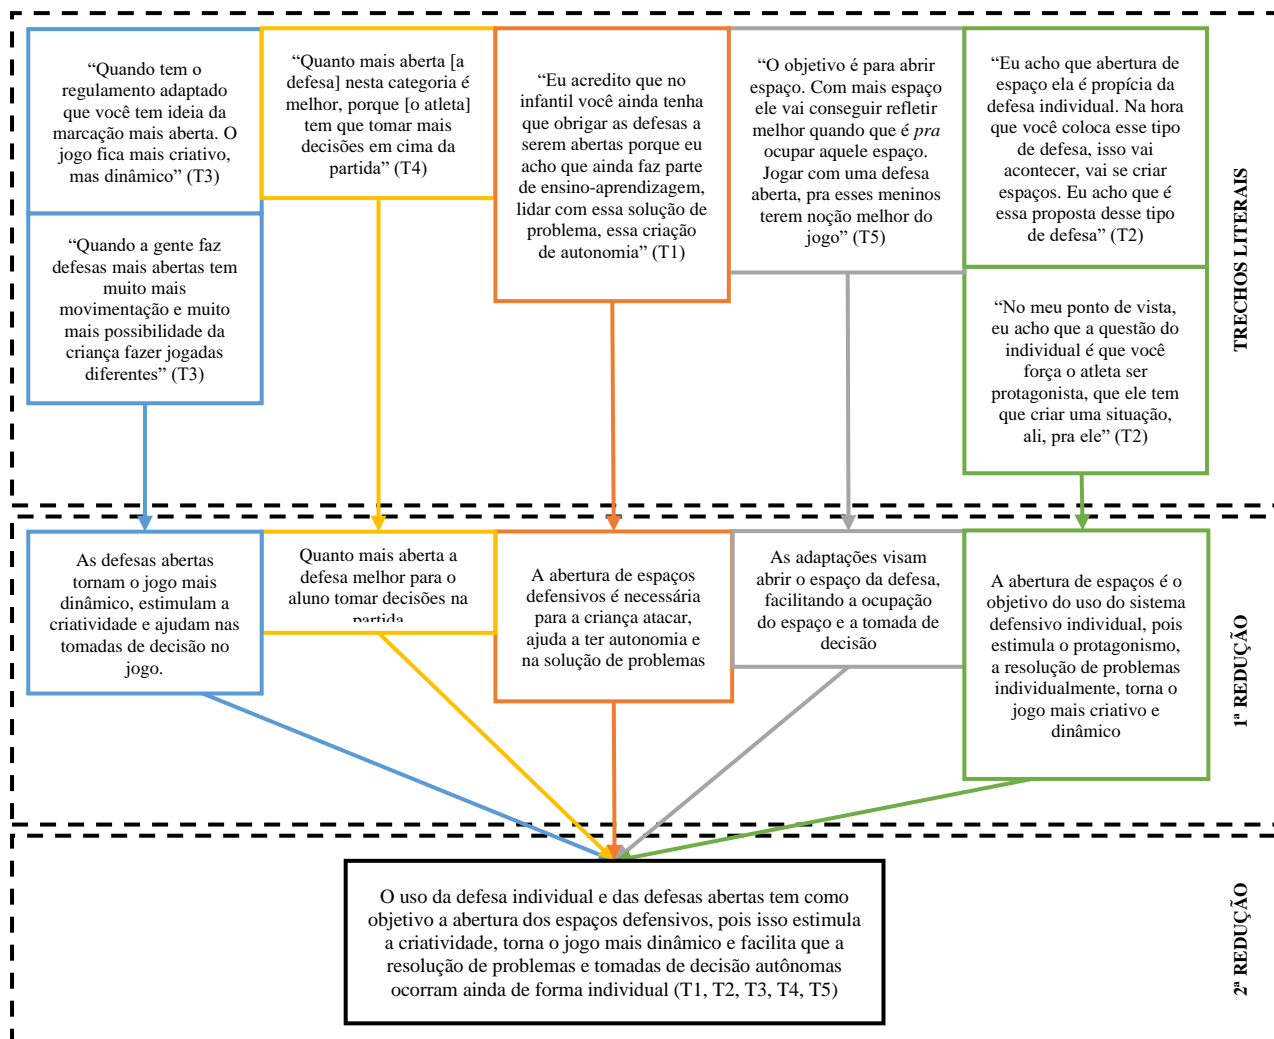 “Quando tem o
regulamento adaptado
que você tem ideia da
marcação mais aberta. O
jogo fica mais criativo,
mas dinâmico” (T3)
“Quando a gente faz
defesas mais abertas tem
muito mais
movimentação e muito
mais possibilidade da
criança fazer jogadas
diferentes” (T3)
“Quanto mais aberta [a
defesa] nesta categoria é
melhor, porque [o atleta]
tem que tomar mais
decisões em cima da
partida” (T4)
“Eu acredito que no
infantil você ainda tenha
que obrigar as defesas a
serem abertas porque eu
acho que ainda faz parte
de ensino-aprendizagem,
lidar com essa solução de
problema, essa criação
de autonomia” (T1)
“O objetivo é para abrir
espaço. Com mais espaço
ele vai conseguir refletir
melhor quando que é pra
ocupar aquele espaço.
Jogar com uma defesa
aberta, pra esses meninos
terem noção melhor do
jogo” (T5)
“Eu acho que abertura de
espaço ela é propícia da
defesa individual. Na hora
que você coloca esse tipo
de defesa, isso vai
acontecer, vai se criar
espaços. Eu acho que é
essa proposta desse tipo
de defesa” (T2)
“No meu ponto de vista,
eu acho que a questão do
individual é que você
força o atleta ser
protagonista, que ele tem
que criar uma situação,
ali, pra ele” (T2)
TRECHOS LITERAIS
As defesas abertas
tornam o jogo mais
dinâmico, estimulam a
criatividade e ajudam nas
tomadas de decisão no
jogo.
Quanto mais aberta a
defesa melhor para o
aluno tomar decisões na
partida
A abertura de espaços
defensivos é necessária
para a criança atacar,
ajuda a ter autonomia e
na solução de problemas
As adaptações visam
abrir o espaço da defesa,
facilitando a ocupação
do espaço e a tomada de
decisão
A abertura de espaços é o
objetivo do uso do sistema
defensivo individual, pois
estimula o protagonismo,
a resolução de problemas
individualmente, torna o
jogo mais criativo e
dinâmico
1ª REDUÇÃO
O uso da defesa individual e das defesas abertas tem como
objetivo a abertura dos espaços defensivos, pois isso estimula
a criatividade, torna o jogo mais dinâmico e facilita que a
resolução de problemas e tomadas de decisão autônomas
ocorram ainda de forma individual (T1, T2, T3, T4, T5)
2ª REDUÇÃO